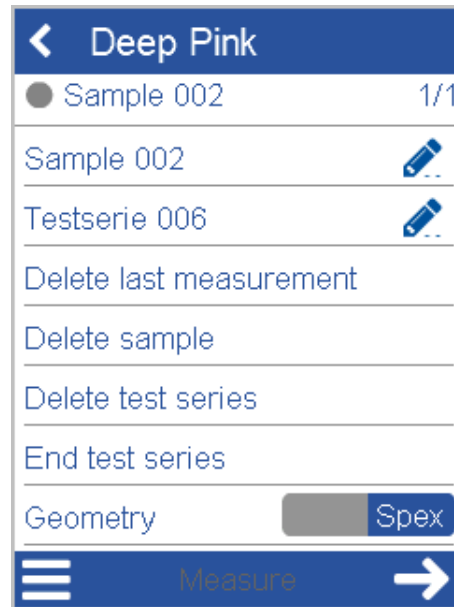 Deep Pink
Sample 002 1/1
Sample 002
Testserie 006
Delete last measurement
Delete sample
Delete test series
End test series
Geometry Spex
Measure